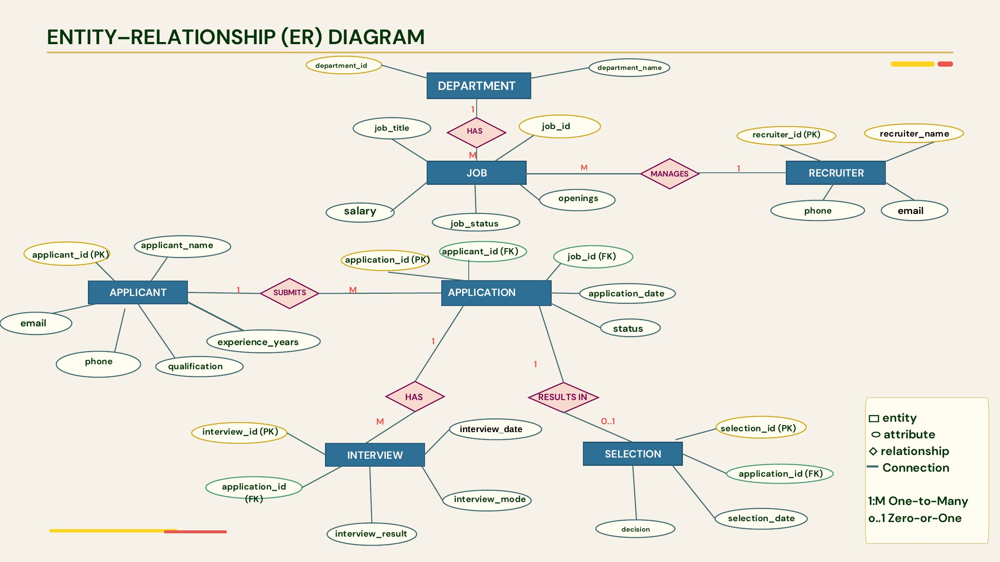 ENTITY–RELATIONSHIP (ER) DIAGRAM
department_id
department_name
DEPARTMENT
1
job_title
HAS
job_id
recruiter_id (PK)
recruiter_name
M
JOB
M
MANAGES
1
RECRUITER
salary
job_status
openings
phone
email
applicant_id (PK)
applicant_name
application_id (PK)
applicant_id (FK)
job_id (FK)
APPLICANT
1
SUBMITS
M
APPLICATION
application_date
email
experience_years
status
phone
qualification
1
1
HAS
RESULTS IN
M
0..1
interview_id (PK)
interview_date
selection_id (PK)
INTERVIEW
SELECTION
application_id
(FK)
interview_mode
application_id (FK)
interview_result
decision
selection_date
entity
attribute
relationship
Connection
1:M One-to-Many
o..1 Zero-or-One